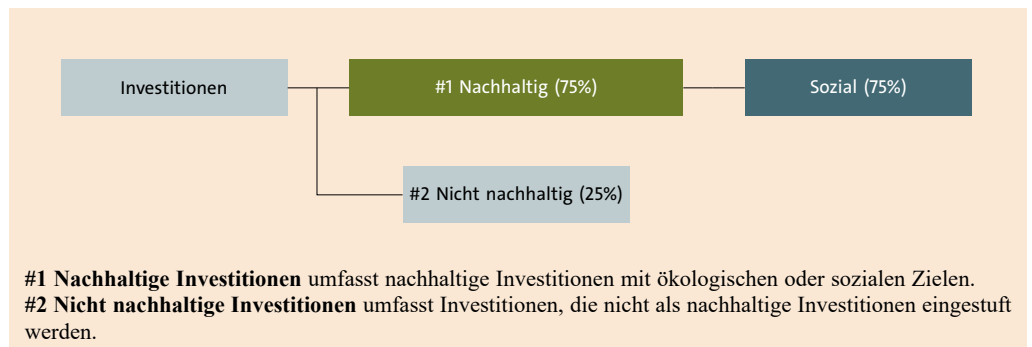 Investitionen
#1 Nachhaltig (75%)
Sozial (75%)
#2 Nicht nachhaltig (25%)
#1 Nachhaltige Investitionen umfasst nachhaltige Investitionen mit ökologischen oder sozialen Zielen.
#2 Nicht nachhaltige Investitionen umfasst Investitionen, die nicht als nachhaltige Investitionen eingestuft
werden.